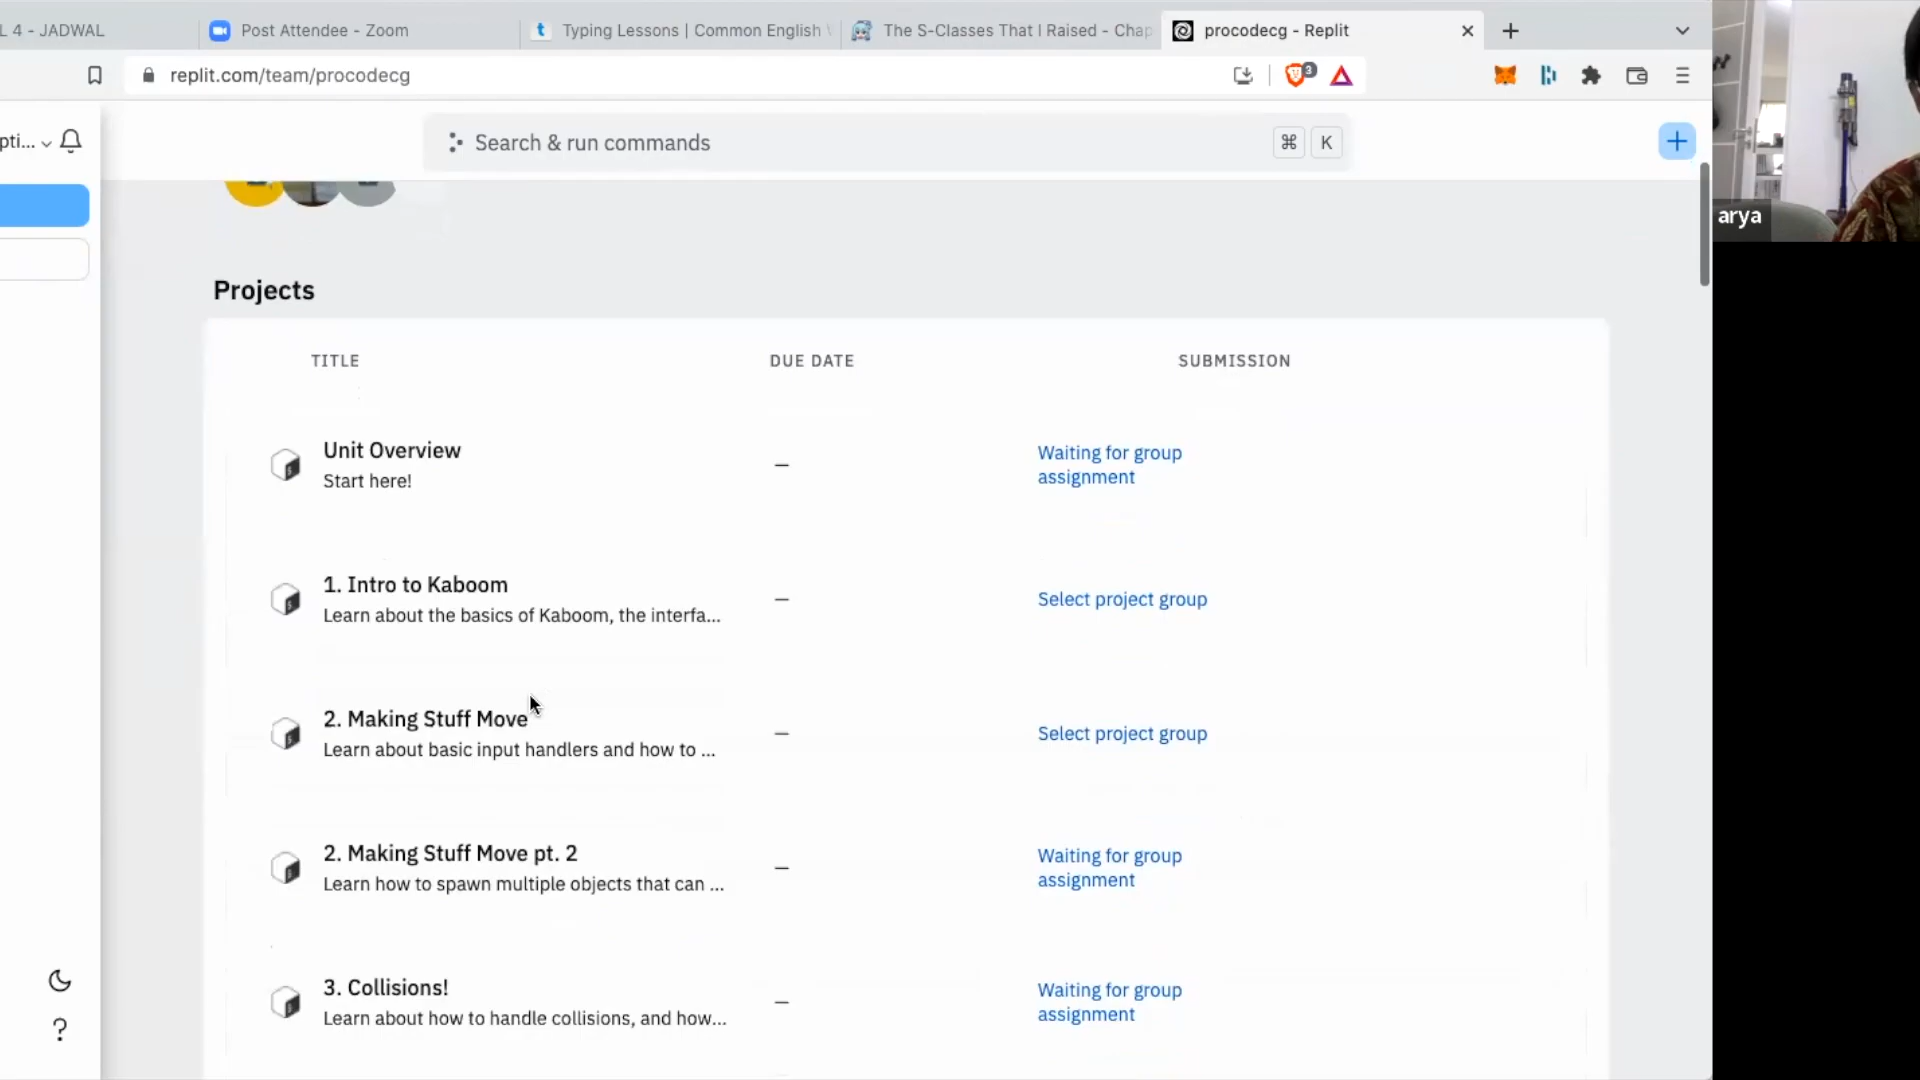 L 4 - JADWAL
Post Attendee - Zoom
t
Typing Lessons | Common English
The S-Classes That I Raised - Chap
procodecg - Replit
replit.com/team/procodecg
3
pti...
Search & run commands
⌘ K
arya
Projects
TITLE DUE DATE SUBMISSION
Unit Overview
Start here!
—
Waiting for group
assignment
1. Intro to Kaboom
Learn about the basics of Kaboom, the interfa...
—
Select project group
2. Making Stuff Move
Learn about basic input handlers and how to ...
—
Select project group
2. Making Stuff Move pt. 2
Learn how to spawn multiple objects that can ...
—
Waiting for group
assignment
3. Collisions!
Learn about how to handle collisions, and how...
—
Waiting for group
assignment
?